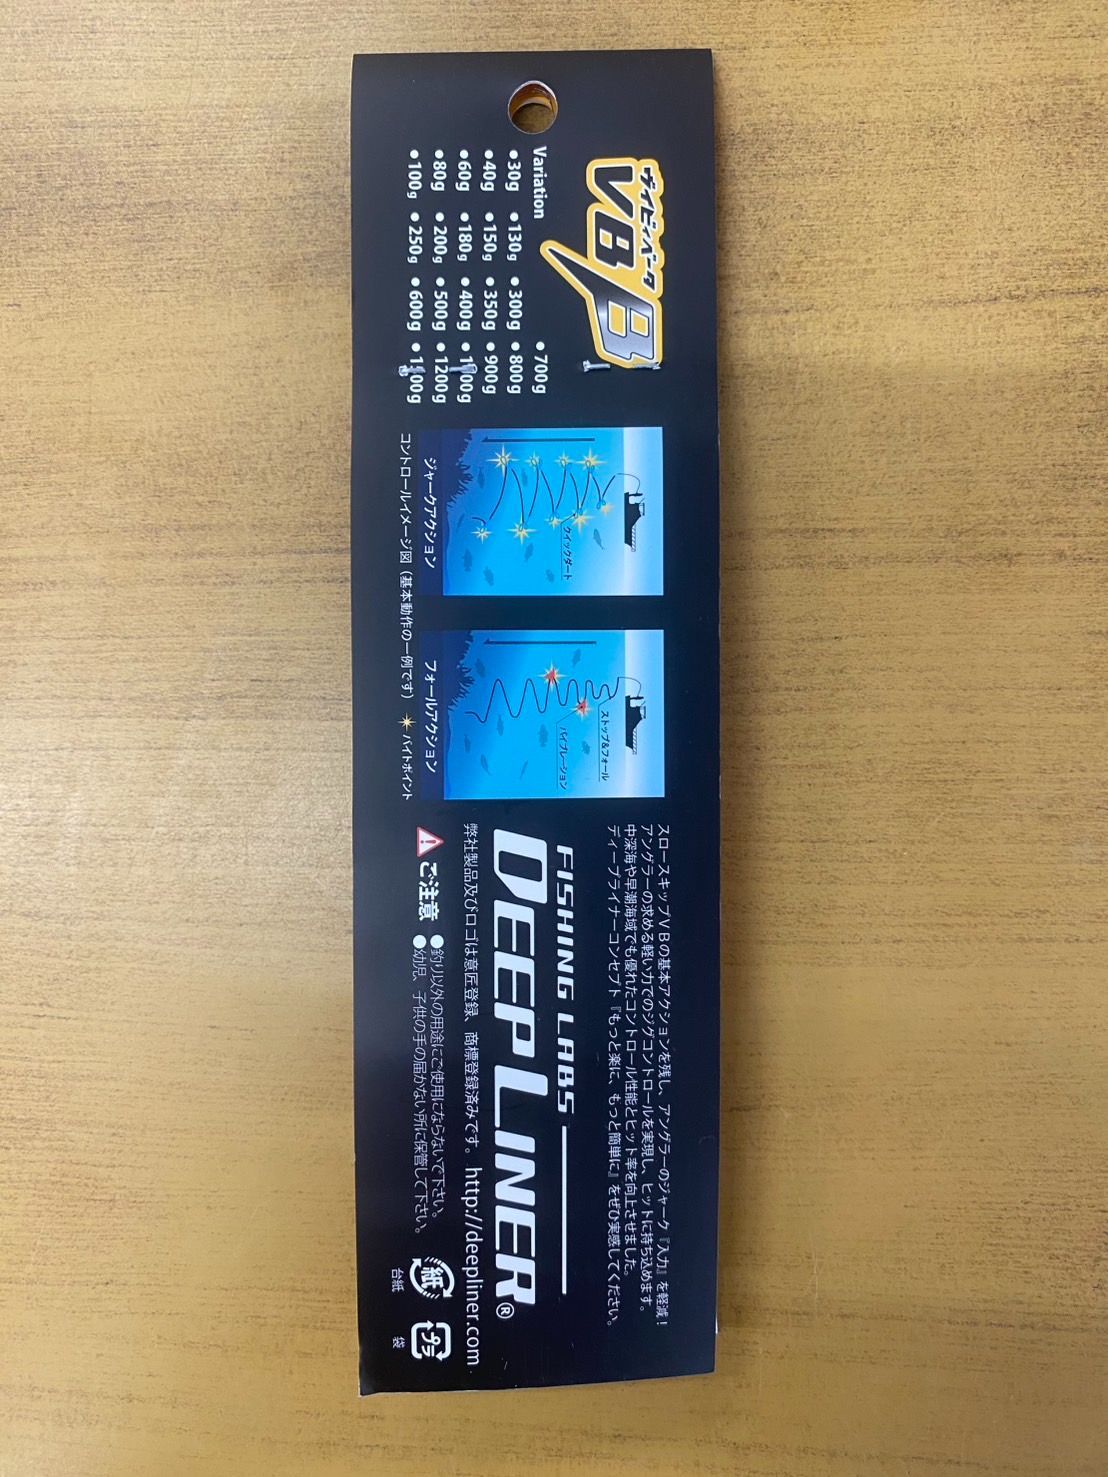 ヴイビィバーク
VBB
Variation
• 700g
• 30g • 130g • 300g • 800g
• 40g • 150g • 350g • 900g
• 60g • 180g • 400g
• 80g • 200g • 500g • 1200g
• 100g • 250g • 600g
クイックダート
ジャークアクション
ストップ&フォール
バイブレーション
フォールアクション
コントロールイメージ図(基本動作の一例です) バイトポイント
スロースキップVBの基本アクションを残し、アングラーのジャーク『入力』を軽減!
アングラーの求める軽い力でのジグコントロールを実現し、ヒットに持ち込めます。
中深海や早潮海域でも優れたコントロール性能とヒット率を向上させました。
ディープライナーコンセプト『もっと楽に、もっと簡単に』をぜひ実感してください。
FISHING LABS
DEEP LINER®
弊社製品及びロゴは意匠登録、商標登録済みです。 http://deepliner.com
ご注意
●釣り以外の用途にご使用にならないで下さい。
●幼児、子供の手の届かない所に保管して下さい。
紙
台紙
プラ
袋